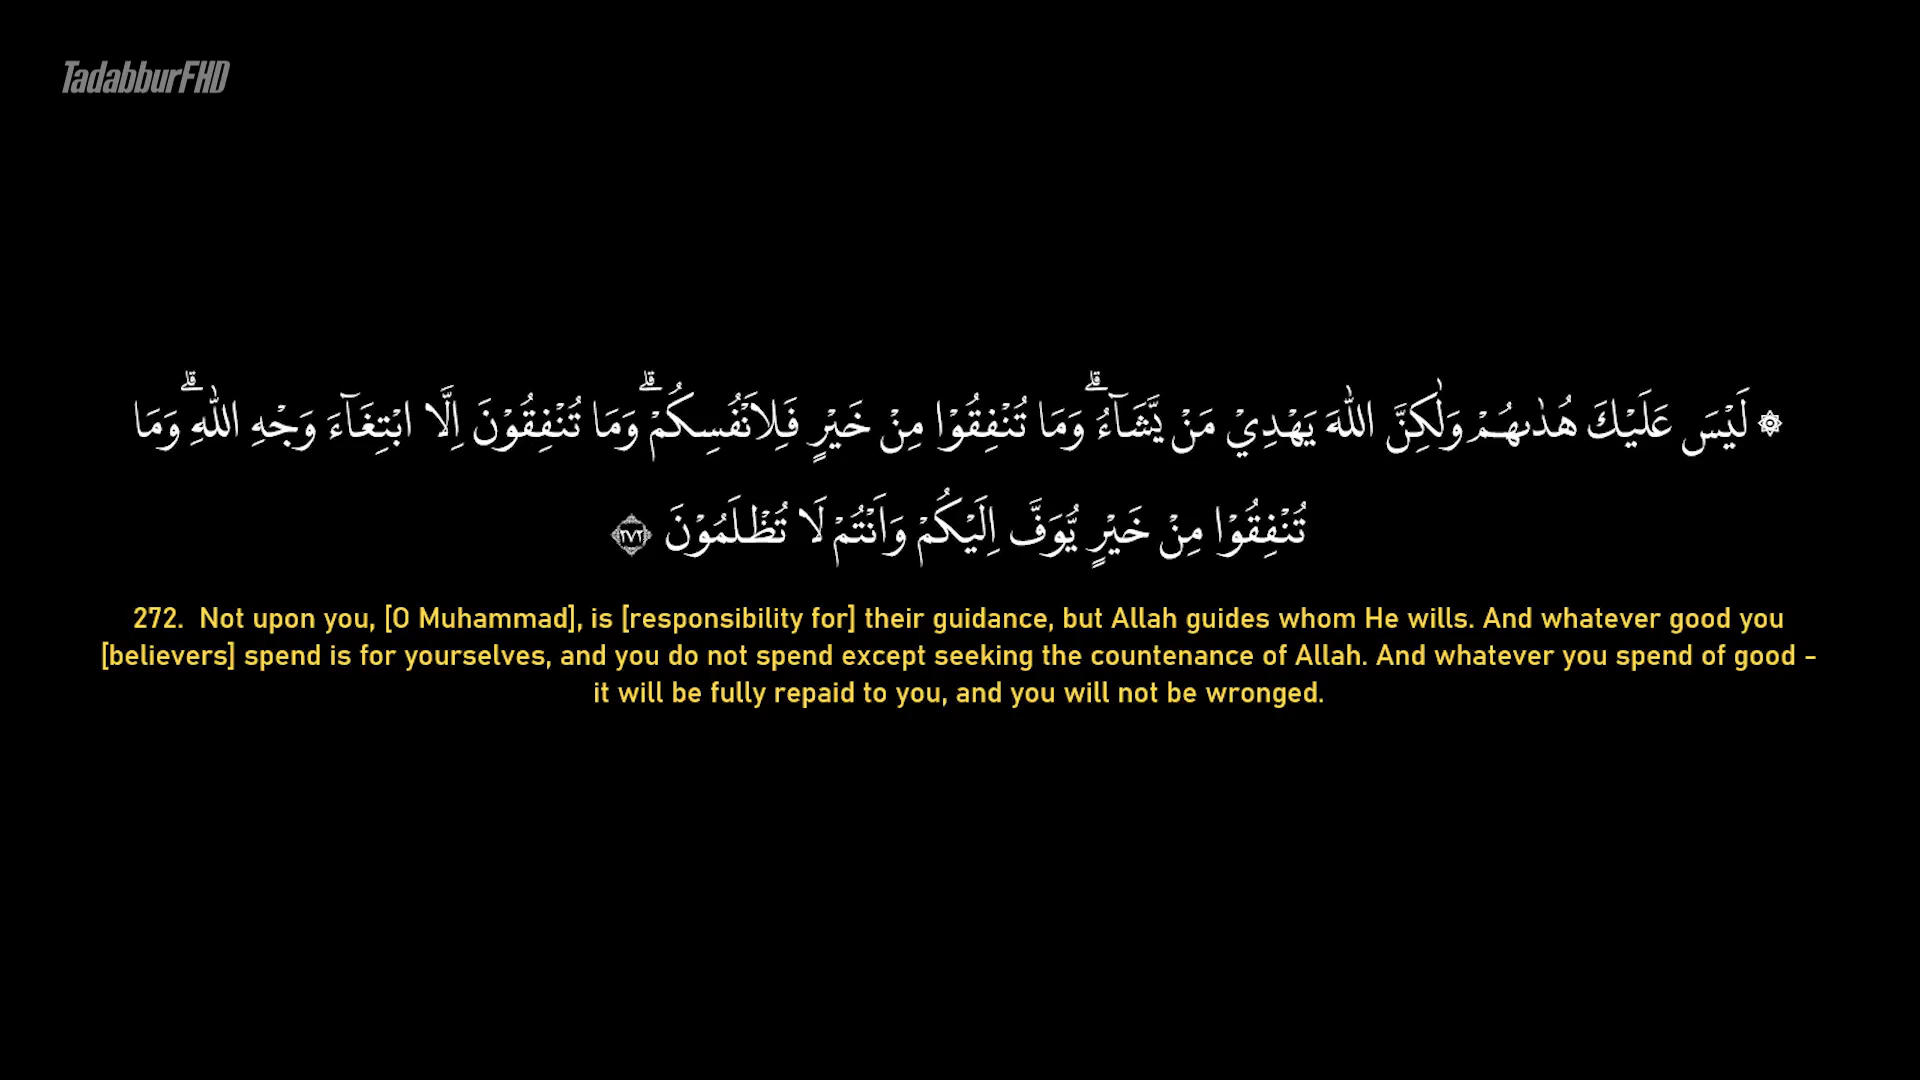 TadabburFHD
۞ لَيْسَ عَلَيْكَ هُدٰىهُمْ وَلٰكِنَّ اللّٰهَ يَهْدِيْ مَنْ يَّشَاۤءُ ۗوَمَا تُنْفِقُوْا مِنْ خَيْرٍ فَلِاَنْفُسِكُمْ ۗوَمَا تُنْفِقُوْنَ اِلَّا ابْتِغَاۤءَ وَجْهِ اللّٰهِ ۗوَمَا
تُنْفِقُوْا مِنْ خَيْرٍ يُّوَفَّ اِلَيْكُمْ وَاَنْتُمْ لَا تُظْلَمُوْنَ ٢٧٢
272. Not upon you, [O Muhammad], is [responsibility for] their guidance, but Allah guides whom He wills. And whatever good you
[believers] spend is for yourselves, and you do not spend except seeking the countenance of Allah. And whatever you spend of good -
it will be fully repaid to you, and you will not be wronged.